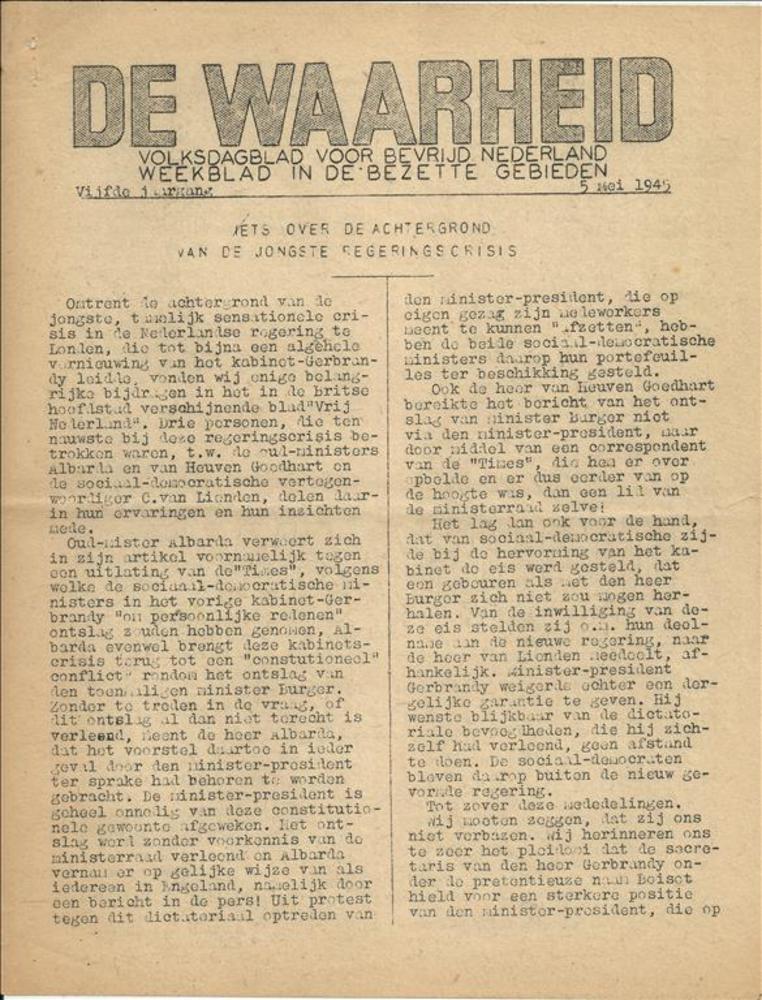 DE WAARHEID
VOLKSDAGBLAD VOOR BEVRIJD NEDERLAND
WEEKBLAD IN DE BEZETTE GEBIEDEN
Vijfde jaargang 5 mei 1945
IETS OVER DE ACHTERGROND
VAN DE JONGSTE REGERINGSCRISIS
Omtrent de achtergrond van de
jongste, tamelijk sensationele cri-
sis in de Nederlandse regering te
Londen, die tot bijna een algehele
vernieuwing van het kabinet-Gerbran-
dy leidde, vonden wij enige belang-
rijke bijdragen in het in de Britse
hoofdstad verschijnende blad"Vrij
Nederland". Drie personen, die ten
nauwste bij deze regeringscrisis be-
trokken waren, t.w. de oud-ministers
Albarda en van Heuven Goedhart en
de sociaal-democratische vertegen-
woordiger C.van Lienden, delen daar-
in hun ervaringen en hun inzichten
mede.
Oud-mister Albarda verweert zich
in zijn artikel voornamelijk tegen
een uitlating van de"Times", volgens
welke de sociaal-democratische mi-
nisters in het vorige kabinet-Ger-
brandy "om persoonlijke redenen"
ontslag zouden hebben genomen, Al-
barda evenwel brengt deze kabinets-
crisis terug tot een "constutioneel"
conflict" rondom het ontslag van
den toenmaligen minister Burger.
Zonder te treden in de vraag, of
dit ontslag al dan niet terecht is
verleend, meent de heer Albarda,
dat het voorstel daartoe in ieder
geval door den minister-president
ter sprake had behoren te worden
gebracht. De minister-president is
geheel onnodig van deze constitutio-
nele gewoonte afgeweken. Het ont-
slag werd zonder voorkennis van de
ministerraad verleend en Albarda
vernam er op gelijke wijze van als
iedereen in Engeland, namelijk door
een bericht in de pers! Uit protest
tegen dit dictatoriaal optreden van
den minister-president, die op
eigen gezag zijn medeworkers
meent te kunnen "afzetten", heb-
ben de beide sociaal-democratische
ministers daarop hun portefeuil-
les ter beschikking gesteld.
Ook de heer van Heuven Goedhart
bereikte het bericht van het ont-
slag van minister Burger niet
via den minister-president, maar
door middel van een correspondent
van de "Times", die hem er over
opbelde en er dus eerder van op
de hoogte was, dan een lid van
de ministerraad zelve!
Het lag dan ook voor de hand,
dat van sociaal-democratische zij-
de bij de hervorming van het ka-
binet de eis werd gesteld, dat
een gebeuren als met den heer
Burger zich niet zou mogen her-
halen. Van de inwilliging van de-
ze eis stelden zij o.m. hun deel-
name aan de nieuwe regering, naar
de heer van Lienden meedeelt, af-
hankelijk. Minister-president
Gerbrandy weigerde echter een der-
gelijke garantie te geven. Hij
wenste blijkbaar van de dictato-
riale bevoegdheden, die hij zich-
zelf had verleend, geen afstand
te doen. De sociaal-democraten
bleven daarop buiten de nieuw ge-
vormde regering.
Tot zover deze mededelingen.
Wij moeten zeggen, dat zij ons
niet verbazen. Wij herinneren ons
te zeer het pleidooi dat de secre-
taris van den heer Gerbrandy on-
der de pretentieuze naam Boisot
hield voor een sterkere positie
van den minister-president, die op